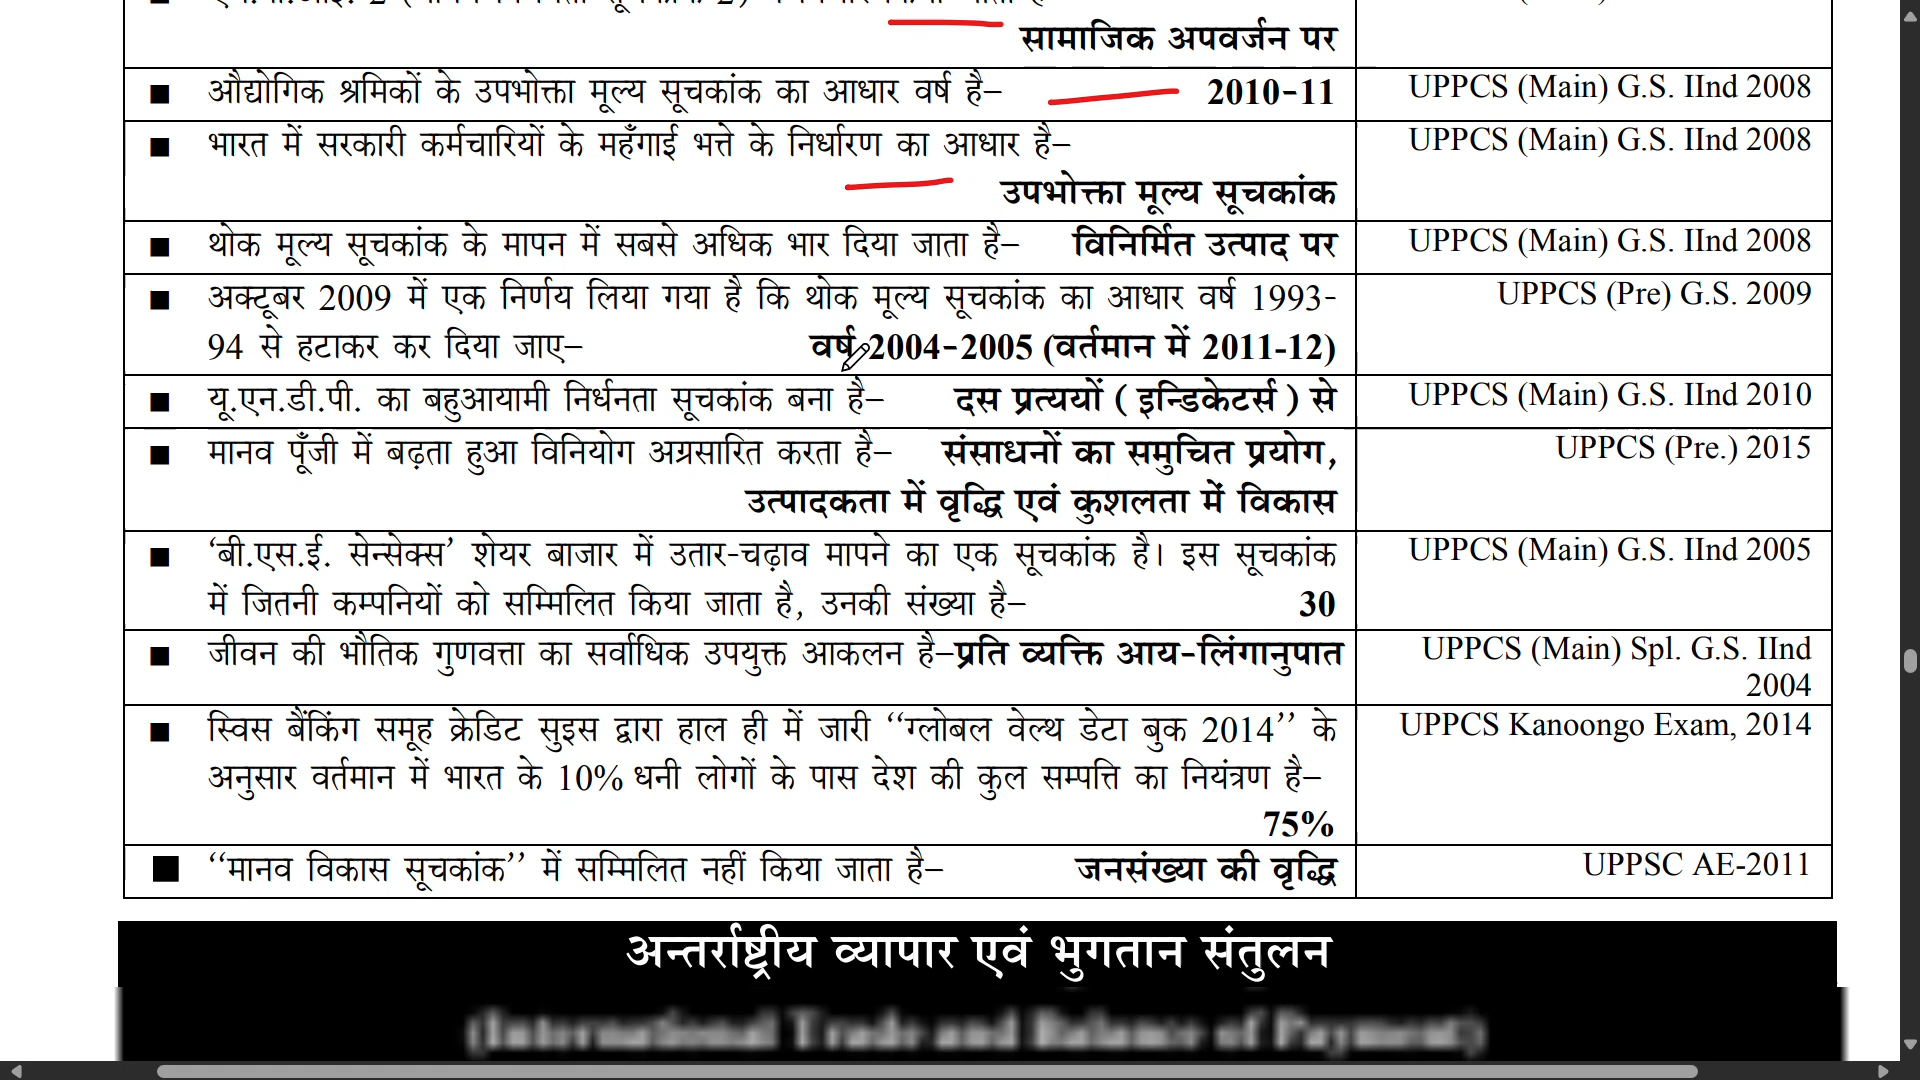 सामाजिक अपवर्जन पर
■ औद्योगिक श्रमिकों के उपभोक्ता मूल्य सूचकांक का आधार वर्ष है– 2010-11 UPPCS (Main) G.S. IInd 2008
■ भारत में सरकारी कर्मचारियों के महँगाई भत्ते के निर्धारण का आधार है– UPPCS (Main) G.S. IInd 2008
उपभोक्ता मूल्य सूचकांक
■ थोक मूल्य सूचकांक के मापन में सबसे अधिक भार दिया जाता है– विनिर्मित उत्पाद पर UPPCS (Main) G.S. IInd 2008
■ अक्टूबर 2009 में एक निर्णय लिया गया है कि थोक मूल्य सूचकांक का आधार वर्ष 1993- UPPCS (Pre) G.S. 2009
94 से हटाकर कर दिया जाए– वर्ष 2004-2005 (वर्तमान में 2011-12)
■ यू.एन.डी.पी. का बहुआयामी निर्धनता सूचकांक बना है– दस प्रत्ययों ( इन्डिकेटर्स ) से UPPCS (Main) G.S. IInd 2010
■ मानव पूँजी में बढ़ता हुआ विनियोग अग्रसारित करता है– संसाधनों का समुचित प्रयोग, UPPCS (Pre.) 2015
उत्पादकता में वृद्धि एवं कुशलता में विकास
■ ‘बी.एस.ई. सेन्सेक्स’ शेयर बाजार में उतार-चढ़ाव मापने का एक सूचकांक है। इस सूचकांक UPPCS (Main) G.S. IInd 2005
में जितनी कम्पनियों को सम्मिलित किया जाता है, उनकी संख्या है– 30
■ जीवन की भौतिक गुणवत्ता का सर्वाधिक उपयुक्त आकलन है–प्रति व्यक्ति आय-लिंगानुपात UPPCS (Main) Spl. G.S. IInd
2004
■ स्विस बैंकिंग समूह क्रेडिट सुइस द्वारा हाल ही में जारी ‘‘ग्लोबल वेल्थ डेटा बुक 2014’’ के UPPCS Kanoongo Exam, 2014
अनुसार वर्तमान में भारत के 10% धनी लोगों के पास देश की कुल सम्पत्ति का नियंत्रण है–
75%
■ ‘‘मानव विकास सूचकांक’’ में सम्मिलित नहीं किया जाता है– जनसंख्या की वृद्धि UPPSC AE-2011
अन्तर्राष्ट्रीय व्यापार एवं भुगतान संतुलन
(International Trade and Balance of Payment)